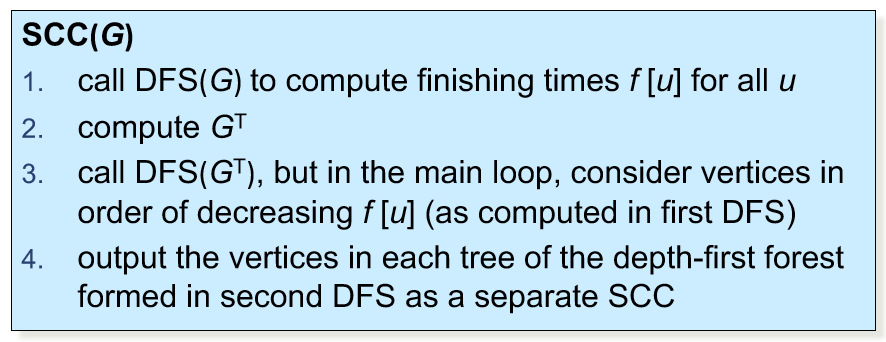 SCC(G)
1. call DFS(G) to compute finishing times f [u] for all u
2. compute Gᵀ
3. call DFS(Gᵀ), but in the main loop, consider vertices in
order of decreasing f [u] (as computed in first DFS)
4. output the vertices in each tree of the depth-first forest
formed in second DFS as a separate SCC